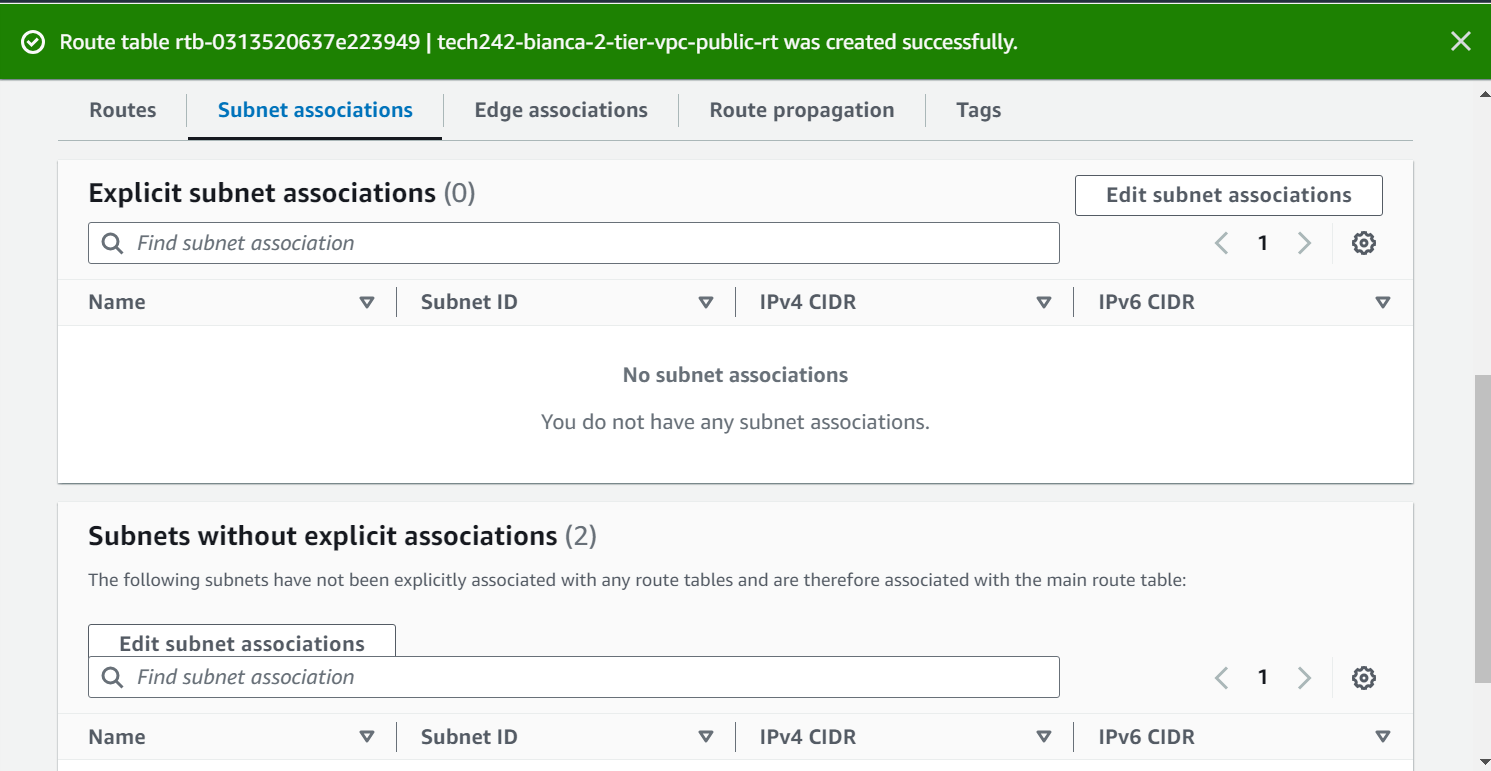 Route table rtb-0313520637e223949 | tech242-bianca-2-tier-vpc-public-rt was created successfully.
Routes Subnet associations Edge associations Route propagation Tags
Explicit subnet associations (0)
Edit subnet associations
Find subnet association
1
Name Subnet ID IPv4 CIDR IPv6 CIDR
No subnet associations
You do not have any subnet associations.
Subnets without explicit associations (2)
The following subnets have not been explicitly associated with any route tables and are therefore associated with the main route table:
Edit subnet associations
Find subnet association
1
Name Subnet ID IPv4 CIDR IPv6 CIDR